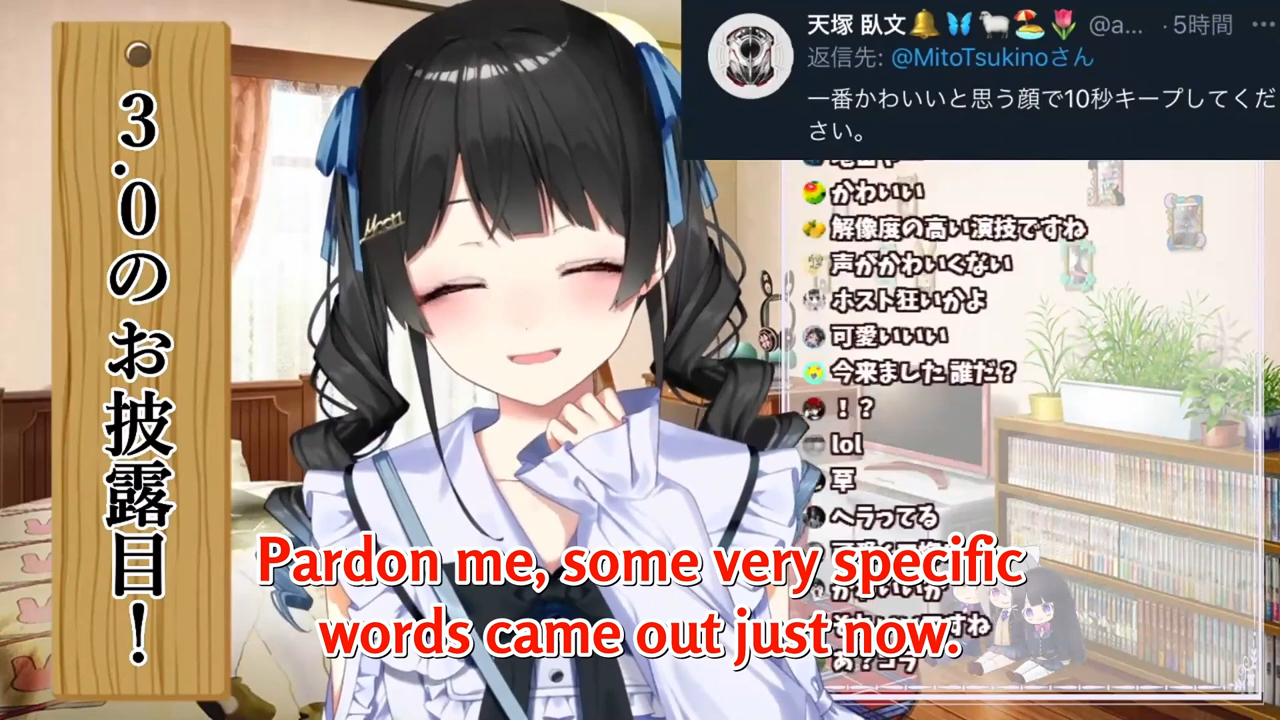 3.0のお披露目！
天塚 臥文🔔🦋🐑🏖️🌷 @a... ・5時間 …
返信先: @MitoTsukinoさん
一番かわいいと思う顔で10秒キープしてくだ
さい。
Moon
かわいい
解像度の高い演技ですね
声がかわいくない
ホスト狂いかよ
可愛いいい
今来ました 誰だ？
！？
lol
草
ヘラってる
Pardon me, some very specific
words came out just now.